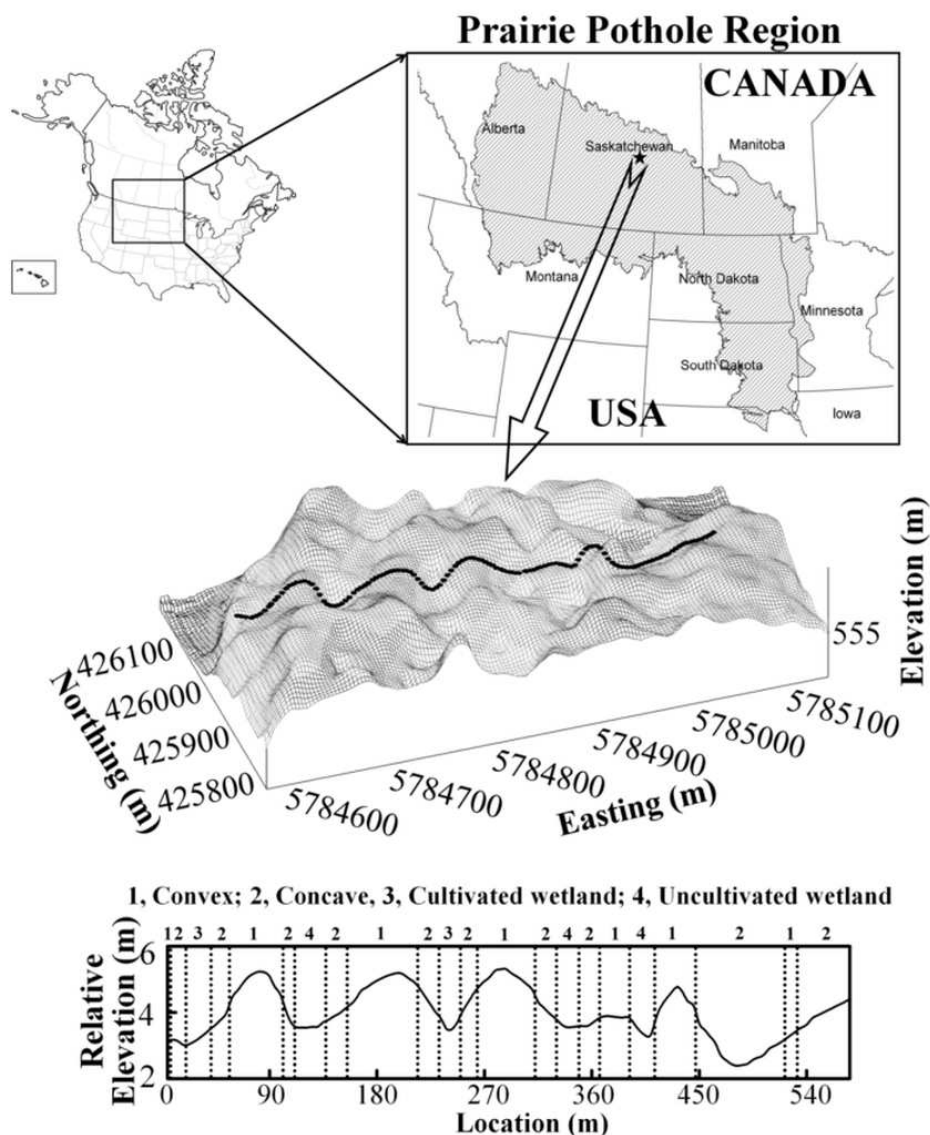 Prairie Pothole Region
CANADA
Alberta
Saskatchewan
Manitoba
Montana
North Dakota
Minnesota
South Dakota
USA
Iowa
Elevation (m)
555
426100
426000
425900
425800
Northing (m)
5784600
5784700
5784800
5784900
5785000
5785100
Easting (m)
1, Convex; 2, Concave, 3, Cultivated wetland; 4, Uncultivated wetland
12 3 2 1 2 4 2 1 2 3 2 1 2 4 2 1 4 1 2 1 2
Relative
Elevation (m)
6
4
2
0 90 180 270 360 450 540
Location (m)